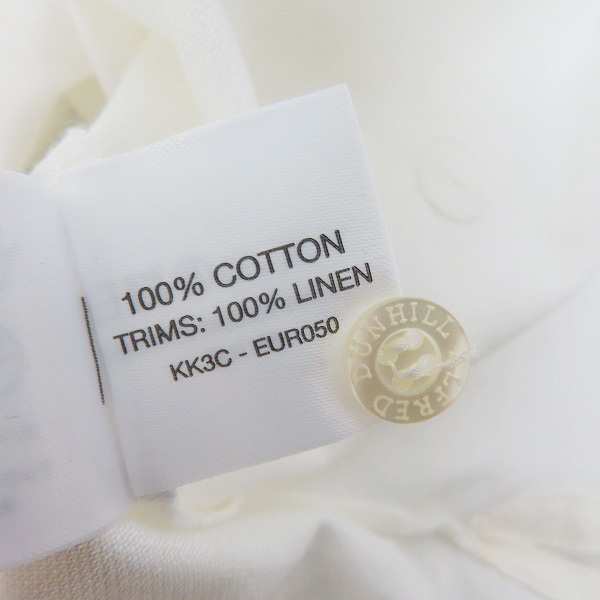 100% COTTON
TRIMS: 100% LINEN
KK3C - EUR050
DUNHILL ALFRED